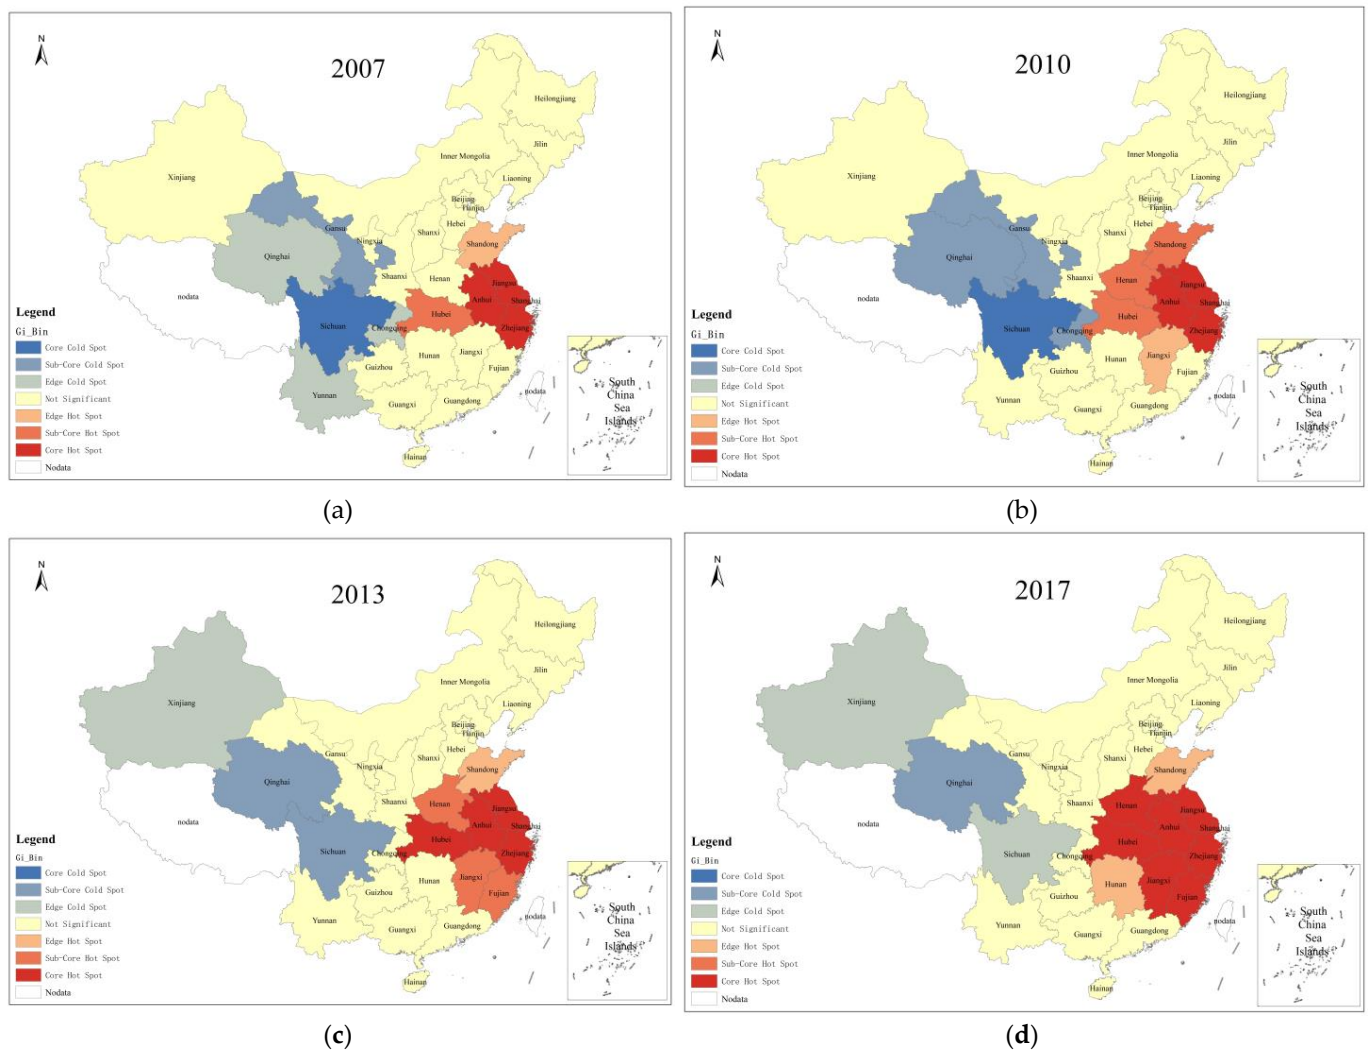 N
2007
Heilongjiang
Jilin
Inner Mongolia
Liaoning
Xinjiang
Beijing
Tianjin
Hebei
Gansu
Shanxi
Ningxia
Shandong
Qinghai
Shaanxi
Henan
Jiangsu
nodata
Anhui
Shanghai
Hubei
Sichuan
Chongqing
Zhejiang
Hunan
Jiangxi
Guizhou
Fujian
Yunnan
Guangxi
Guangdong
nodata
Hainan
Legend
Gi_Bin
Core Cold Spot
Sub-Core Cold Spot
Edge Cold Spot
Not Significant
Edge Hot Spot
Sub-Core Hot Spot
Core Hot Spot
Nodata
South
China
Sea
Islands
(a)
N
2010
Heilongjiang
Jilin
Inner Mongolia
Liaoning
Xinjiang
Beijing
Tianjin
Hebei
Gansu
Shanxi
Ningxia
Shandong
Qinghai
Shaanxi
Henan
Jiangsu
nodata
Anhui
Shanghai
Hubei
Sichuan
Chongqing
Zhejiang
Hunan
Jiangxi
Guizhou
Fujian
Yunnan
Guangxi
Guangdong
nodata
Hainan
Legend
Gi_Bin
Core Cold Spot
Sub-Core Cold Spot
Edge Cold Spot
Not Significant
Edge Hot Spot
Sub-Core Hot Spot
Core Hot Spot
Nodata
South
China
Sea
Islands
(b)
N
2013
Heilongjiang
Jilin
Inner Mongolia
Liaoning
Xinjiang
Beijing
Tianjin
Hebei
Gansu
Shanxi
Ningxia
Shandong
Qinghai
Shaanxi
Henan
Jiangsu
nodata
Anhui
Shanghai
Hubei
Sichuan
Chongqing
Zhejiang
Hunan
Jiangxi
Guizhou
Fujian
Yunnan
Guangxi
Guangdong
nodata
Hainan
Legend
Gi_Bin
Core Cold Spot
Sub-Core Cold Spot
Edge Cold Spot
Not Significant
Edge Hot Spot
Sub-Core Hot Spot
Core Hot Spot
Nodata
South
China
Sea
Islands
(c)
N
2017
Heilongjiang
Jilin
Inner Mongolia
Liaoning
Xinjiang
Beijing
Tianjin
Hebei
Gansu
Shanxi
Ningxia
Shandong
Qinghai
Shaanxi
Henan
Jiangsu
nodata
Anhui
Shanghai
Hubei
Sichuan
Chongqing
Zhejiang
Hunan
Jiangxi
Guizhou
Fujian
Yunnan
Guangxi
Guangdong
nodata
Hainan
Legend
Gi_Bin
Core Cold Spot
Sub-Core Cold Spot
Edge Cold Spot
Not Significant
Edge Hot Spot
Sub-Core Hot Spot
Core Hot Spot
Nodata
South
China
Sea
Islands
(d)